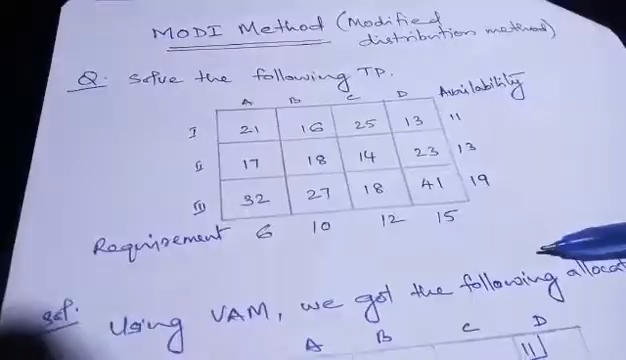 MODI Method (Modified
distribution method)
Q. Solve the following TP.
A B C D Availability
I 21 16 25 13 11
II 17 18 14 23 13
III 32 27 18 41 19
Requirement 6 10 12 15
Sol. Using VAM, we got the following allocat
A B C D
11